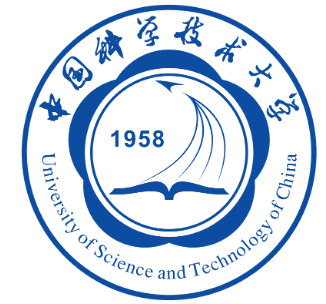 中国科学技术大学
1958
University of Science and Technology of China